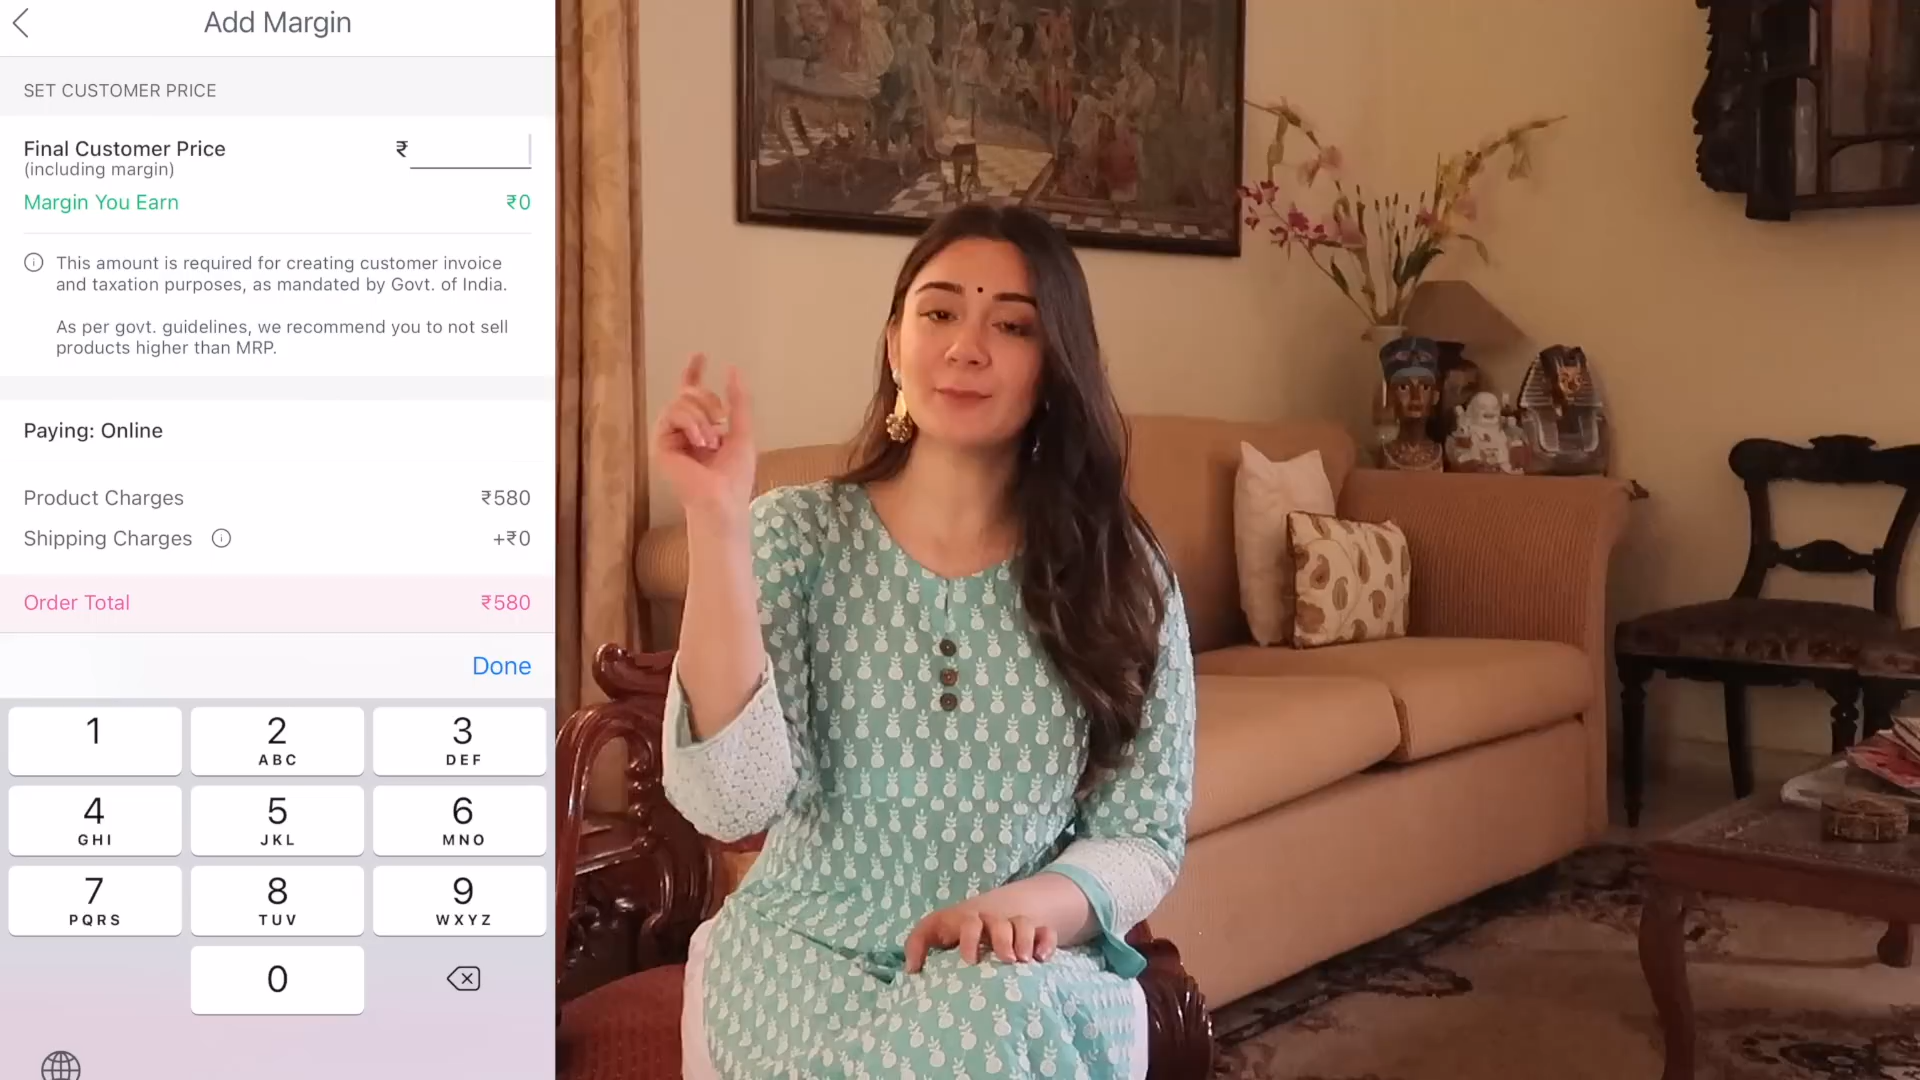 Add Margin
SET CUSTOMER PRICE
Final Customer Price ₹
(including margin)
Margin You Earn ₹0
This amount is required for creating customer invoice
and taxation purposes, as mandated by Govt. of India.
As per govt. guidelines, we recommend you to not sell
products higher than MRP.
Paying: Online
Product Charges ₹580
Shipping Charges +₹0
Order Total ₹580
Done
1 2 3
ABC DEF
4 5 6
GHI JKL MNO
7 8 9
PQRS TUV WXYZ
0